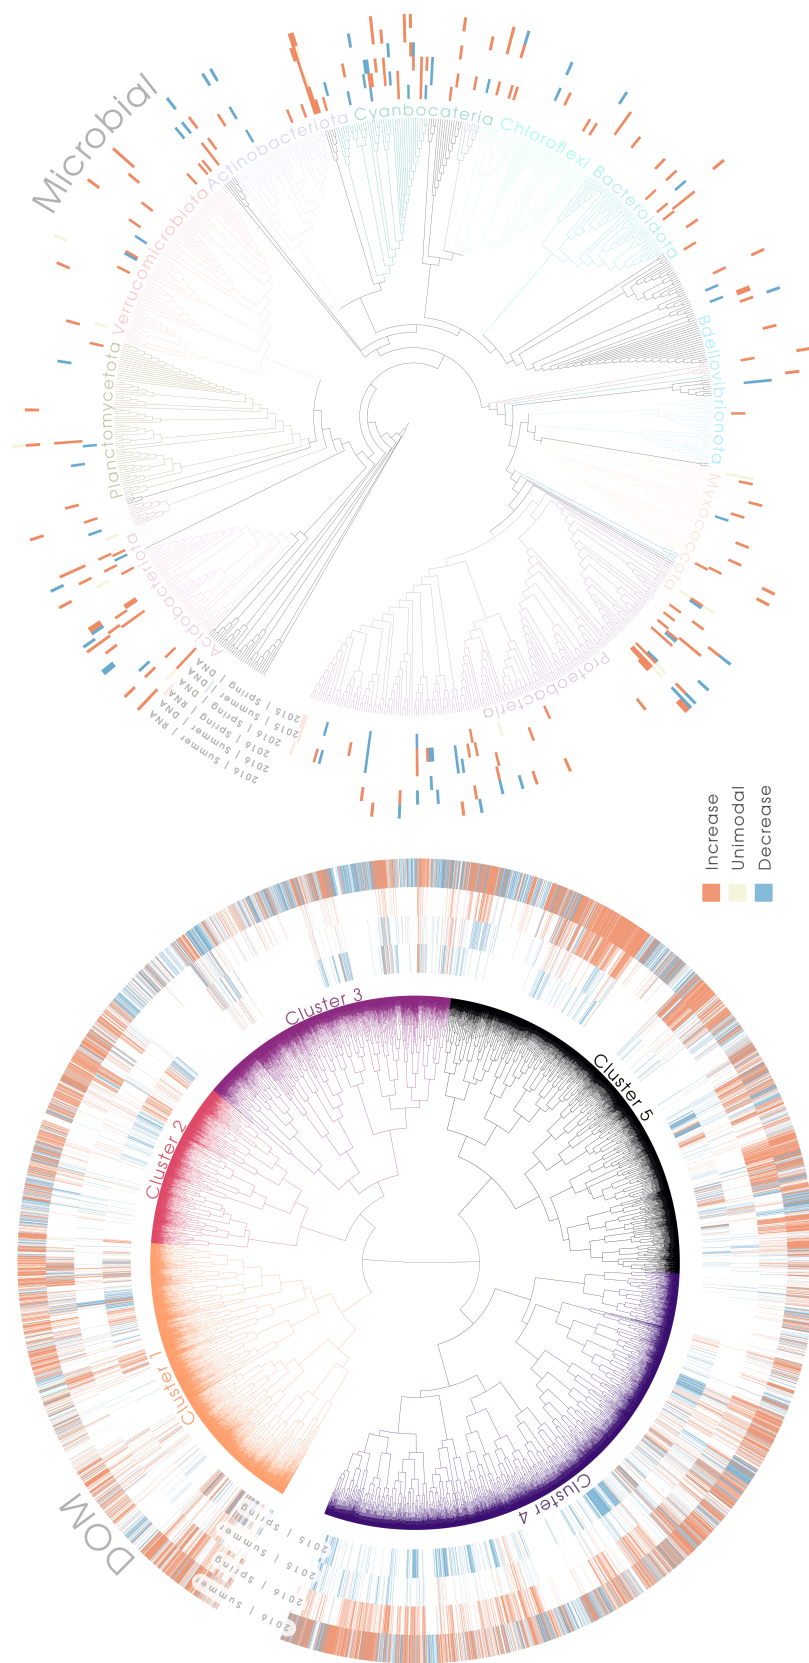 Microbial
Actinobacteriota
Cyanbocateria
Chloroflexi
Bacteroidota
Bdellovibrionota
Myxococcota
Proteobacteria
Acidobacteriota
Planctomycetota
Verrucomicrobiota
2015 | Spring | DNA
2015 | Summer | DNA
2016 | Spring | DNA
2016 | Spring | RNA
2016 | Summer | DNA
2016 | Summer | RNA
Increase
Unimodal
Decrease
DOM
Cluster 1
Cluster 2
Cluster 3
Cluster 5
Cluster 4
2015 | Spring
2015 | Summer
2016 | Spring
2016 | Summer